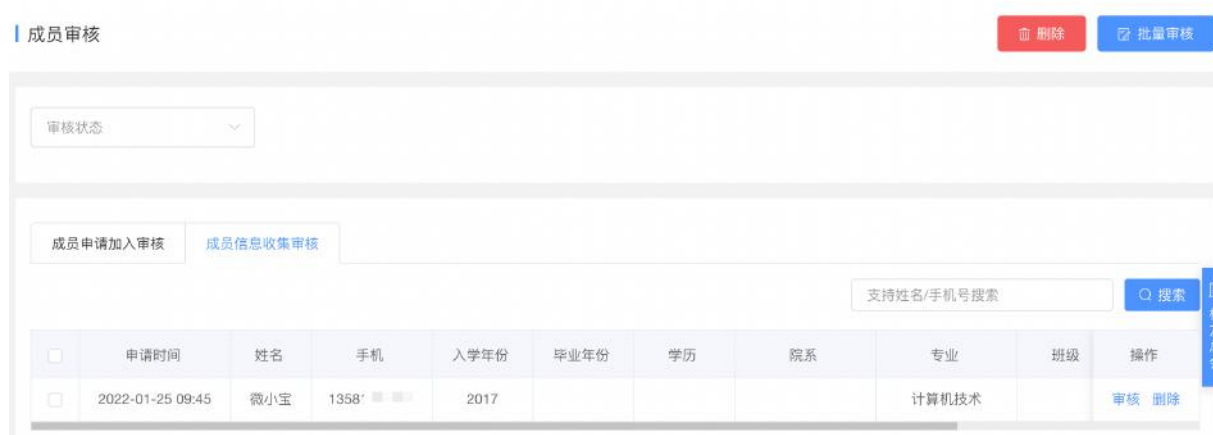 成员审核
删除
批量审核
审核状态
成员申请加入审核 成员信息收集审核
支持姓名/手机号搜索 搜索
申请时间 姓名 手机 入学年份 毕业年份 学历 院系 专业 班级 操作
2022-01-25 09:45 微小宝 1358 2017 计算机技术 审核 删除